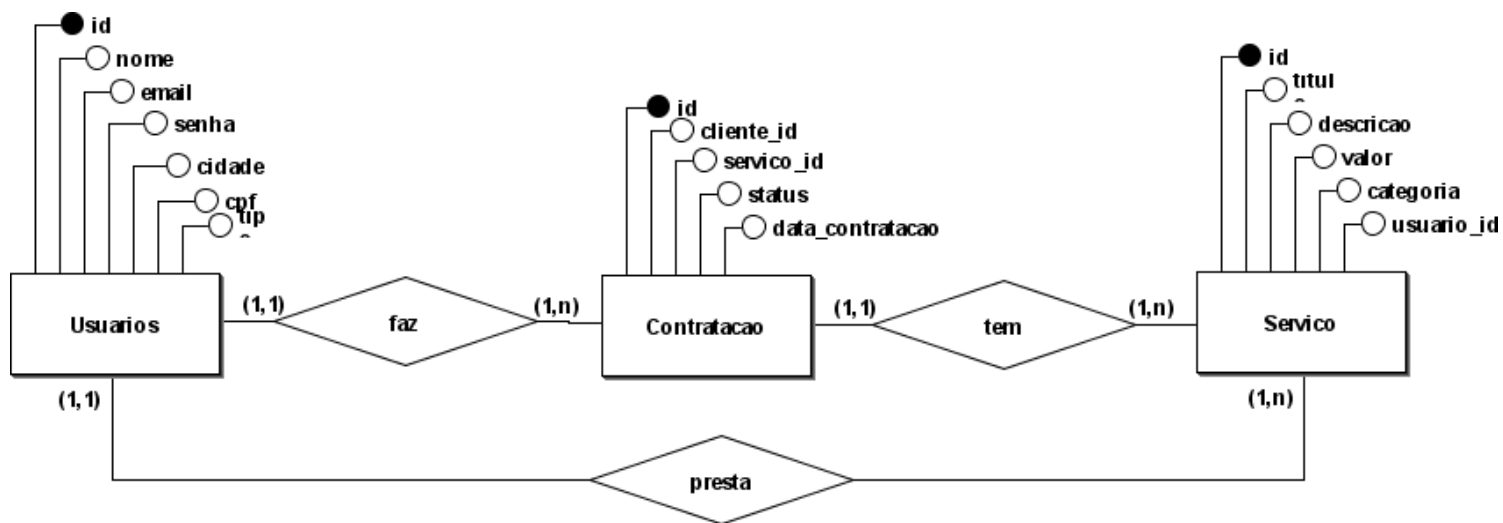 id
nome
email
senha
cidade
cpf
id
cliente_id
servico_id
status
data_contratacao
id
descricao
valor
categoria
usuario_id
Usuarios
(1,1)
faz
(1,n)
Contratacao
(1,1)
tem
(1,n)
Servico
(1,1)
presta
(1,n)